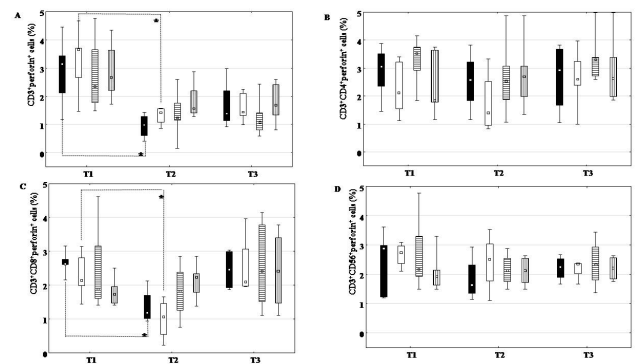 A
CD3⁺perforin⁺ cells (%)
5
4
3
2
1
0
*
*
T1 T2 T3
B
CD3⁺CD4⁺perforin⁺ cells (%)
5
4
3
2
1
0
T1 T2 T3
C
CD3⁺CD8⁺perforin⁺ cells (%)
5
4
3
2
1
0
*
*
T1 T2 T3
D
CD3⁻CD56⁺perforin⁺ cells (%)
5
4
3
2
1
0
T1 T2 T3